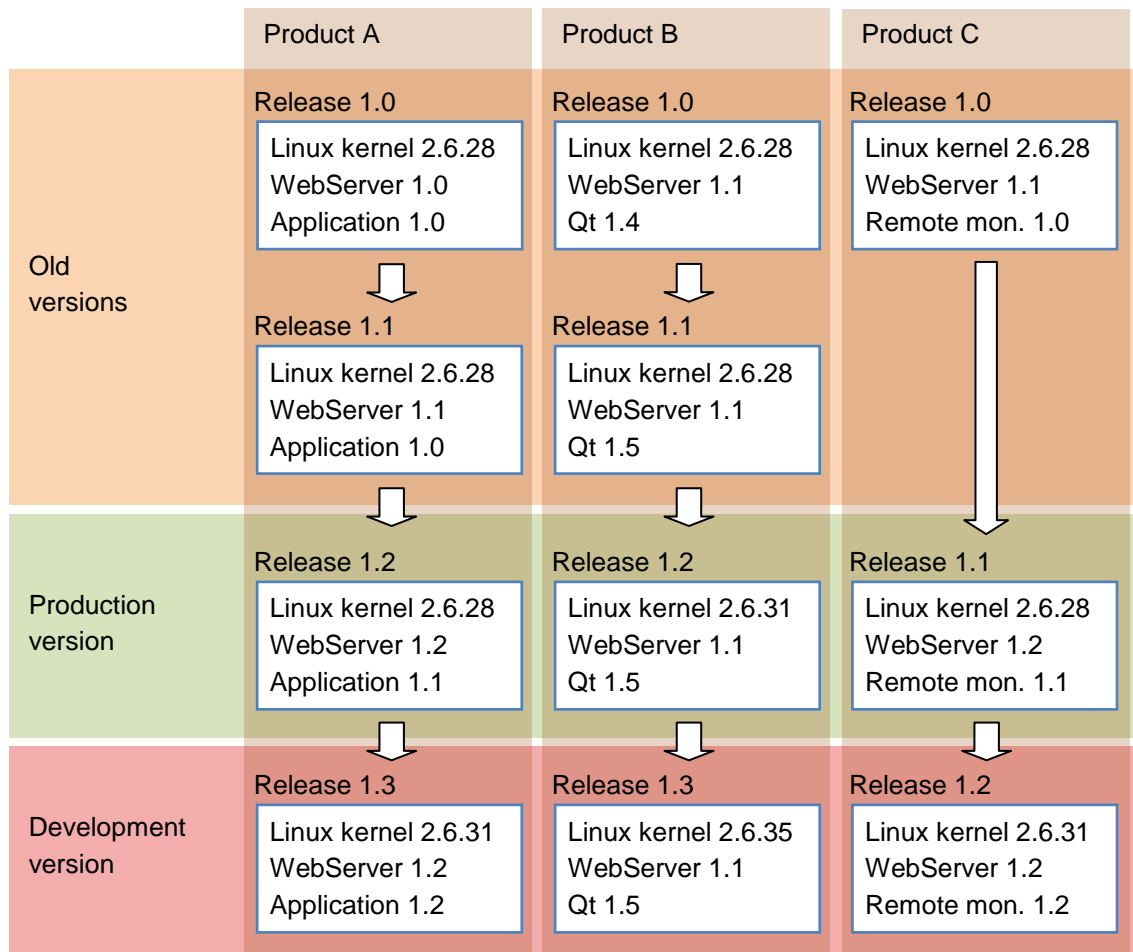 Product A
Product B
Product C
Old
versions
Release 1.0
Linux kernel 2.6.28
WebServer 1.0
Application 1.0
Release 1.0
Linux kernel 2.6.28
WebServer 1.1
Qt 1.4
Release 1.0
Linux kernel 2.6.28
WebServer 1.1
Remote mon. 1.0
Release 1.1
Linux kernel 2.6.28
WebServer 1.1
Application 1.0
Release 1.1
Linux kernel 2.6.28
WebServer 1.1
Qt 1.5
Production
version
Release 1.2
Linux kernel 2.6.28
WebServer 1.2
Application 1.1
Release 1.2
Linux kernel 2.6.31
WebServer 1.1
Qt 1.5
Release 1.1
Linux kernel 2.6.28
WebServer 1.2
Remote mon. 1.1
Development
version
Release 1.3
Linux kernel 2.6.31
WebServer 1.2
Application 1.2
Release 1.3
Linux kernel 2.6.35
WebServer 1.1
Qt 1.5
Release 1.2
Linux kernel 2.6.31
WebServer 1.2
Remote mon. 1.2